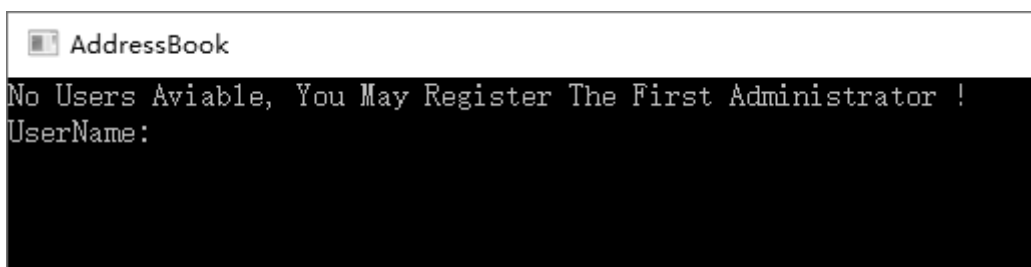 AddressBook
No Users Aviable, You May Register The First Administrator !
UserName: